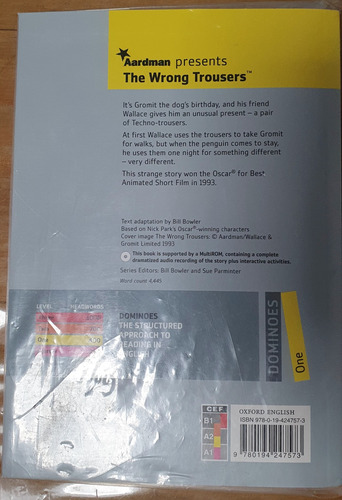 Aardman presents
The Wrong Trousers™
It's Gromit the dog's birthday, and his friend
Wallace gives him an unusual present – a pair
of Techno-trousers.
At first Wallace uses the trousers to take Gromit
for walks, but when the penguin comes to stay,
he uses them one night for something different
– very different.
This strange story won the Oscar® for Best
Animated Short Film in 1993.
Text adaptation by Bill Bowler
Based on Nick Park's Oscar®-winning characters
Cover image The Wrong Trousers: © Aardman/Wallace &
Gromit Limited 1993
This book is supported by a MultiROM, containing a complete
dramatized audio recording of the story plus interactive activities.
Series Editors: Bill Bowler and Sue Parminter
Word count 4,445
LEVEL HEADWORDS
One
DOMINOES
THE STRUCTURED
APPROACH TO
READING IN
ENGLISH
DOMINOES
One
CEF
B1
A2
A1
OXFORD ENGLISH
ISBN 978-0-19-424757-3
9 780194 247573